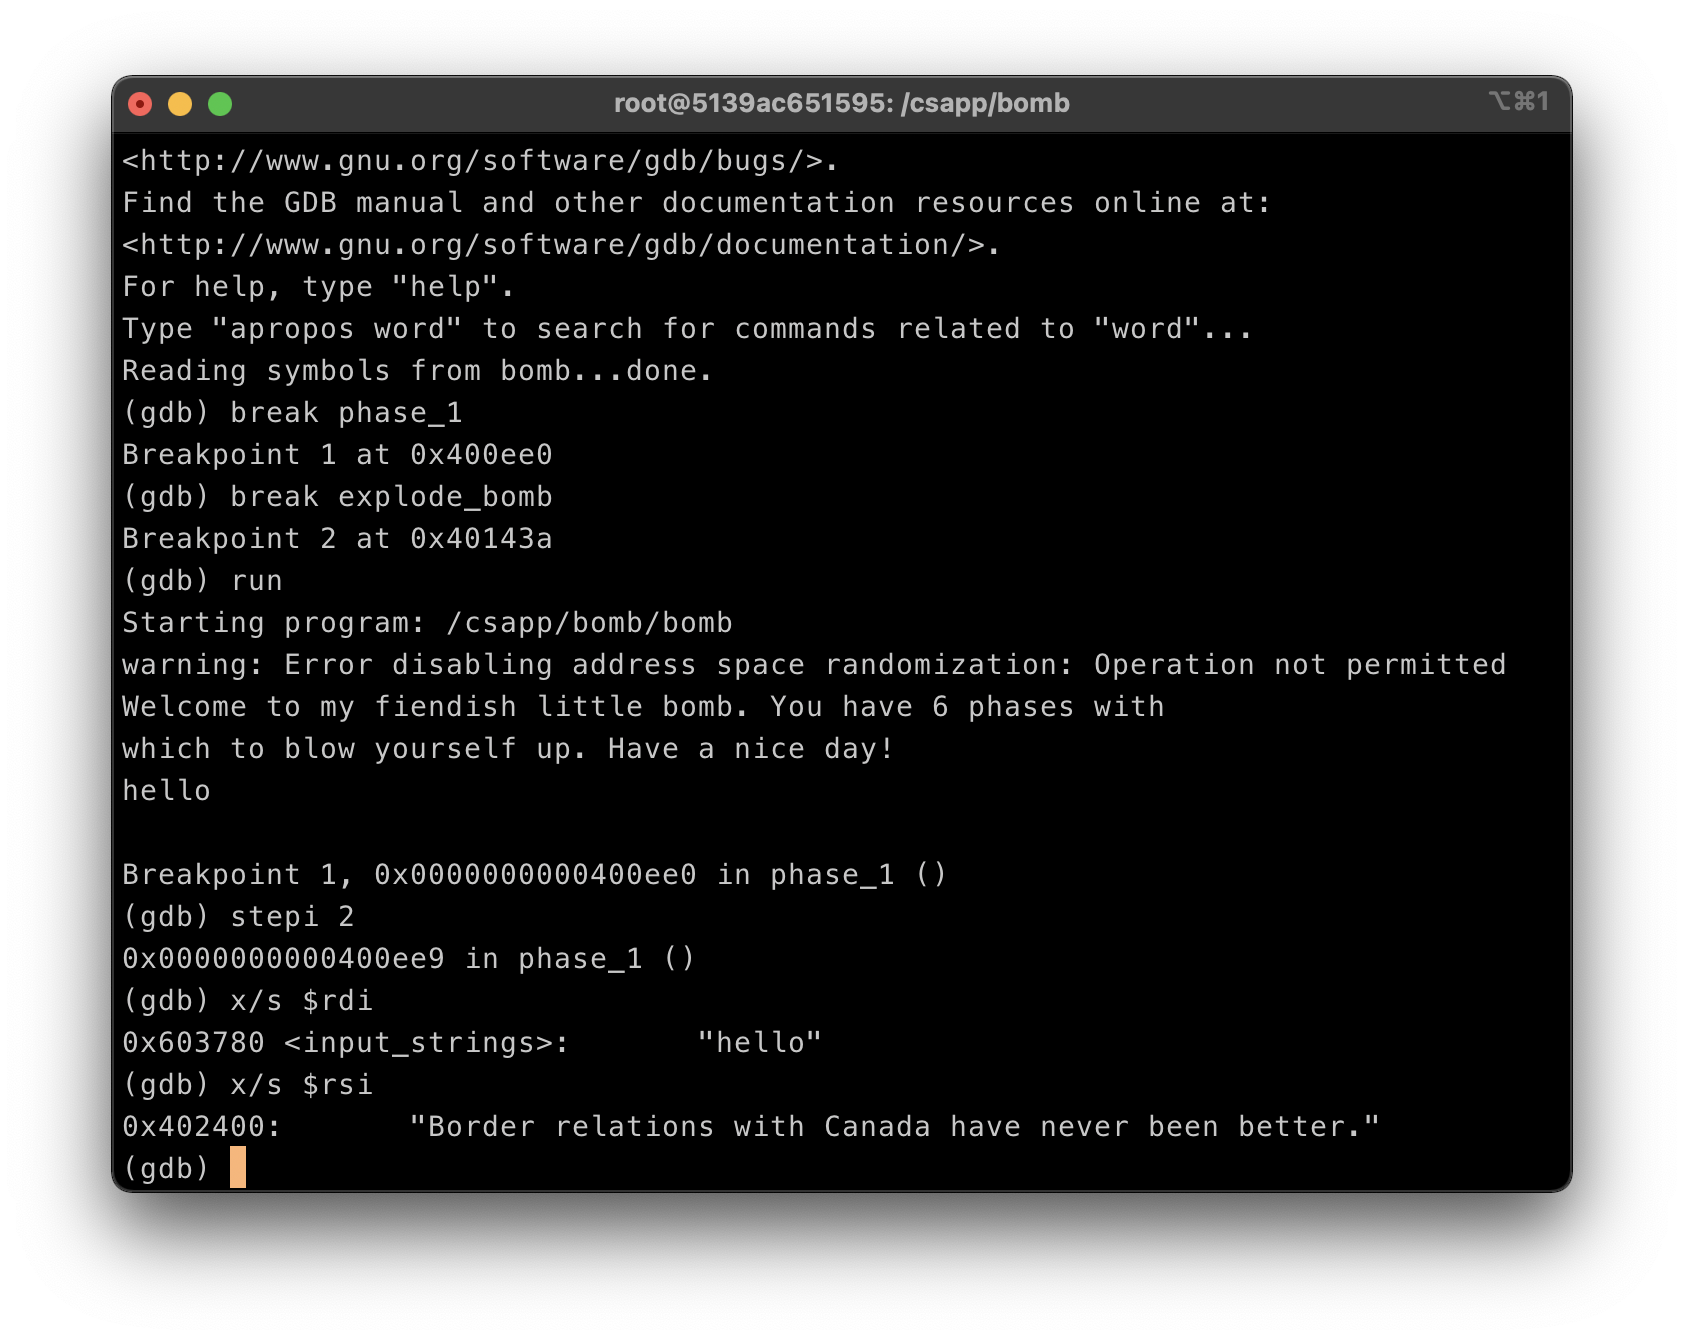 root@5139ac651595: /csapp/bomb
⌥⌘1
<http://www.gnu.org/software/gdb/bugs/>.
Find the GDB manual and other documentation resources online at:
<http://www.gnu.org/software/gdb/documentation/>.
For help, type "help".
Type "apropos word" to search for commands related to "word"...
Reading symbols from bomb...done.
(gdb) break phase_1
Breakpoint 1 at 0x400ee0
(gdb) break explode_bomb
Breakpoint 2 at 0x40143a
(gdb) run
Starting program: /csapp/bomb/bomb
warning: Error disabling address space randomization: Operation not permitted
Welcome to my fiendish little bomb. You have 6 phases with
which to blow yourself up. Have a nice day!
hello

Breakpoint 1, 0x0000000000400ee0 in phase_1 ()
(gdb) stepi 2
0x0000000000400ee9 in phase_1 ()
(gdb) x/s $rdi
0x603780 <input_strings>:       "hello"
(gdb) x/s $rsi
0x402400:       "Border relations with Canada have never been better."
(gdb)